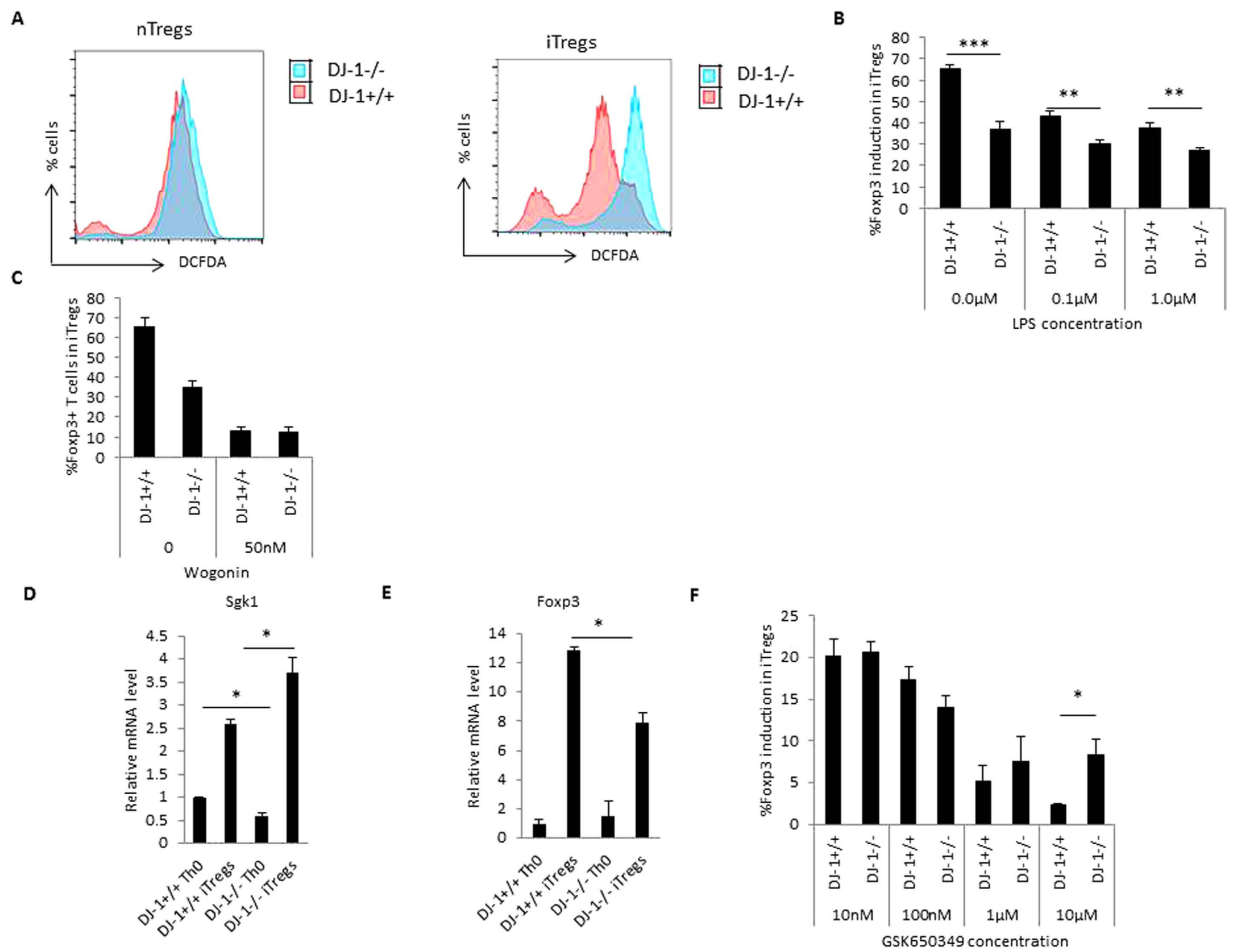 A
nTregs
DJ-1-/-
DJ-1+/+
% cells
DCFDA
iTregs
DJ-1-/-
DJ-1+/+
% cells
DCFDA
B
%Foxp3 induction in iTregs
80
70
60
50
40
30
20
10
0
***
**
**
DJ-1+/+
DJ-1-/-
DJ-1+/+
DJ-1-/-
DJ-1+/+
DJ-1-/-
0.0µM
0.1µM
1.0µM
LPS concentration
C
%Foxp3+ T cells in iTregs
80
70
60
50
40
30
20
10
0
DJ-1+/+
DJ-1-/-
DJ-1+/+
DJ-1-/-
0
50nM
Wogonin
D
Sgk1
Relative mRNA level
4.5
4
3.5
3
2.5
2
1.5
1
0.5
0
*
*
DJ-1+/+ Th0
DJ-1+/+ iTregs
DJ-1-/- Th0
DJ-1-/- iTregs
E
Foxp3
Relative mRNA level
14
12
10
8
6
4
2
0
*
DJ-1+/+ Th0
DJ-1+/+ iTregs
DJ-1-/- Th0
DJ-1-/- iTregs
F
%Foxp3 induction in iTregs
25
20
15
10
5
0
*
DJ-1+/+
DJ-1-/-
DJ-1+/+
DJ-1-/-
DJ-1+/+
DJ-1-/-
DJ-1+/+
DJ-1-/-
10nM
100nM
1µM
10µM
GSK650349 concentration